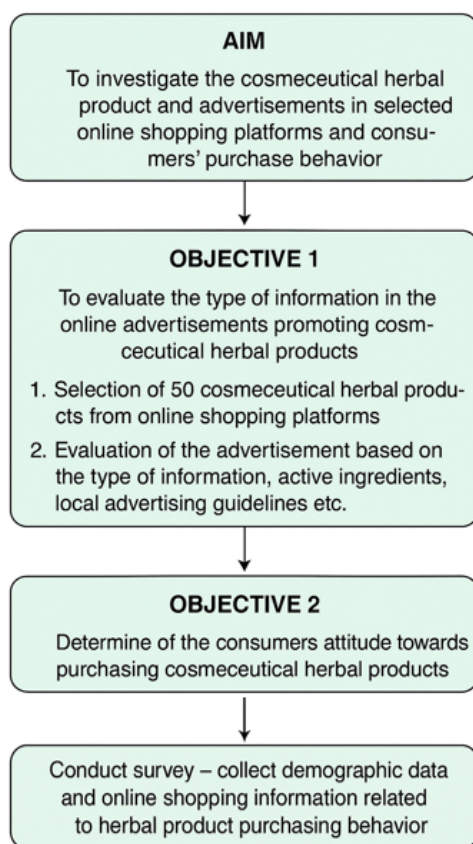 AIM
To investigate the cosmeceutical herbal
product and advertisements in selected
online shopping platforms and consu-
mers' purchase behavior
OBJECTIVE 1
To evaluate the type of information in the
online advertisements promoting cosm-
cecutical herbal products
1. Selection of 50 cosmeceutical herbal produ-
cts from online shopping platforms
2. Evaluation of the advertisement based on
the type of information, active ingredients,
local advertising guidelines etc.
OBJECTIVE 2
Determine of the consumers attitude towards
purchasing cosmeceutical herbal products
Conduct survey – collect demographic data
and online shopping information related
to herbal product purchasing behavior